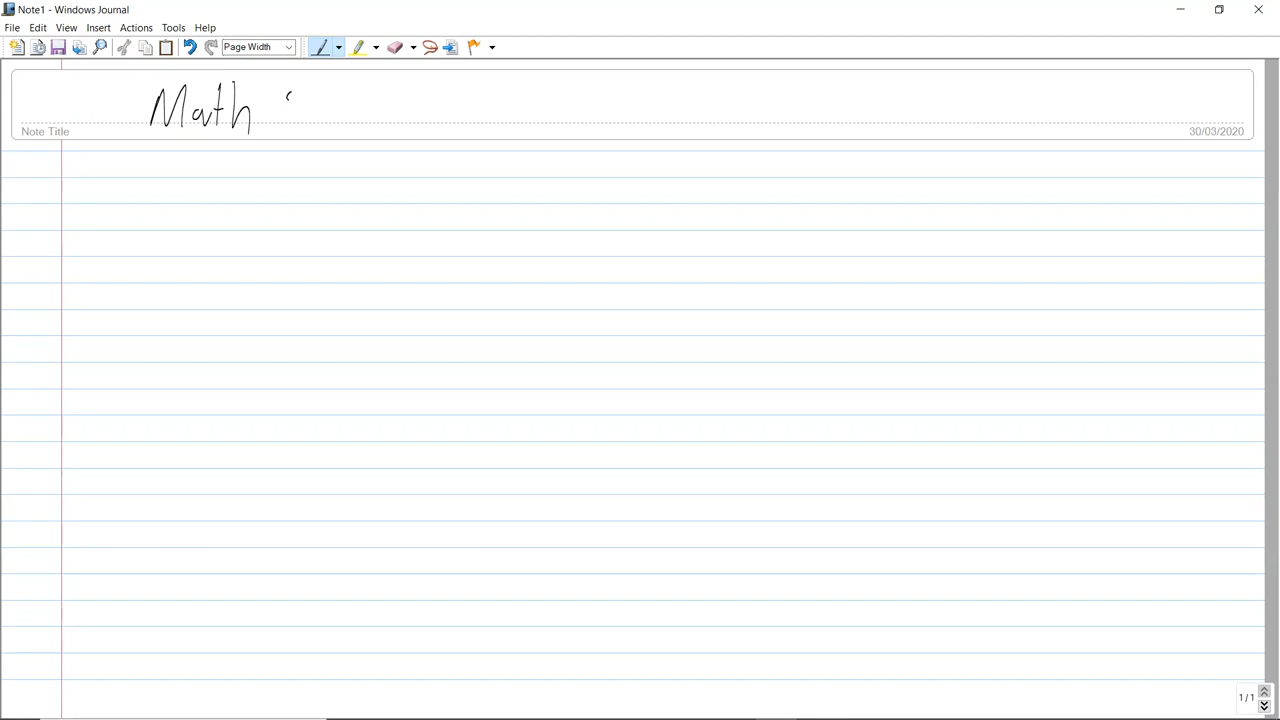 Note1 - Windows Journal
File Edit View Insert Actions Tools Help
Page Width
Math
Note Title
30/03/2020
1/1